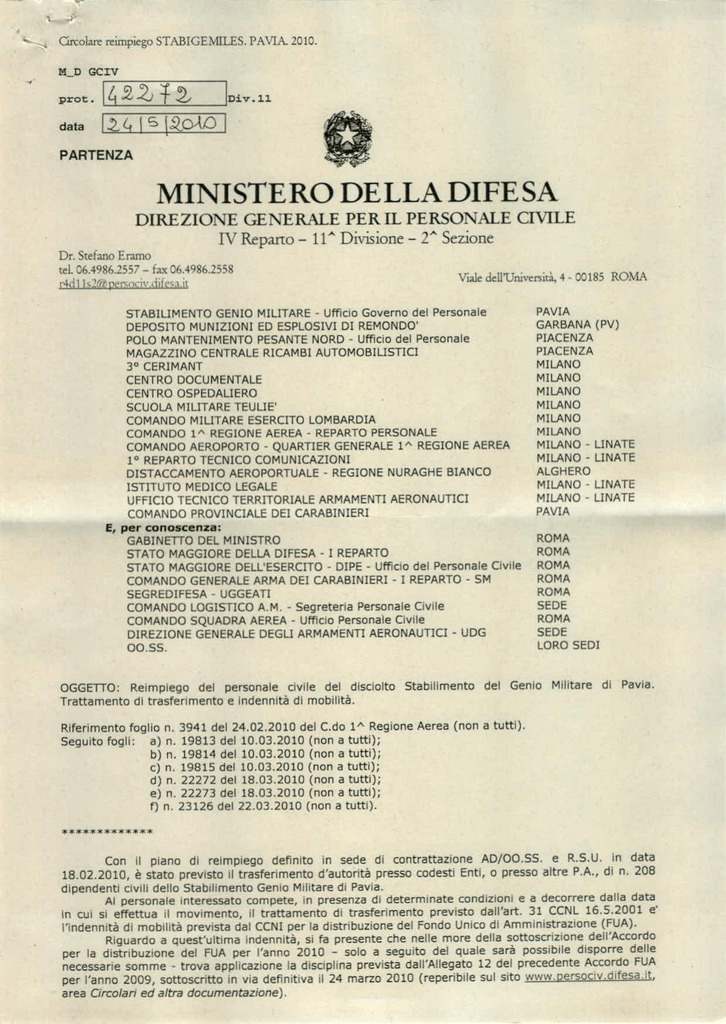 Circolare reimpiego STABIGEMILES. PAVIA. 2010.
M_D GCIV
prot. 42272 Div.11
data 24|5|2010
PARTENZA
MINISTERO DELLA DIFESA
DIREZIONE GENERALE PER IL PERSONALE CIVILE
IV Reparto – 11^ Divisione – 2^ Sezione
Dr. Stefano Eramo
tel. 06.4986.2557 – fax 06.4986.2558
r4d11s2@persociv.difesa.it
Viale dell'Università, 4 - 00185 ROMA
STABILIMENTO GENIO MILITARE - Ufficio Governo del Personale PAVIA
DEPOSITO MUNIZIONI ED ESPLOSIVI DI REMONDO' GARBANA (PV)
POLO MANTENIMENTO PESANTE NORD - Ufficio del Personale PIACENZA
MAGAZZINO CENTRALE RICAMBI AUTOMOBILISTICI PIACENZA
3° CERIMANT MILANO
CENTRO DOCUMENTALE MILANO
CENTRO OSPEDALIERO MILANO
SCUOLA MILITARE TEULIE' MILANO
COMANDO MILITARE ESERCITO LOMBARDIA MILANO
COMANDO 1^ REGIONE AEREA - REPARTO PERSONALE MILANO
COMANDO AEROPORTO - QUARTIER GENERALE 1^ REGIONE AEREA MILANO - LINATE
1° REPARTO TECNICO COMUNICAZIONI MILANO - LINATE
DISTACCAMENTO AEROPORTUALE - REGIONE NURAGHE BIANCO ALGHERO
ISTITUTO MEDICO LEGALE MILANO - LINATE
UFFICIO TECNICO TERRITORIALE ARMAMENTI AERONAUTICI MILANO - LINATE
COMANDO PROVINCIALE DEI CARABINIERI PAVIA
E, per conoscenza:
GABINETTO DEL MINISTRO ROMA
STATO MAGGIORE DELLA DIFESA - I REPARTO ROMA
STATO MAGGIORE DELL'ESERCITO - DIPE - Ufficio del Personale Civile ROMA
COMANDO GENERALE ARMA DEI CARABINIERI - I REPARTO - SM ROMA
SEGREDIFESA - UGGEATI ROMA
COMANDO LOGISTICO A.M. - Segreteria Personale Civile SEDE
COMANDO SQUADRA AEREA - Ufficio Personale Civile ROMA
DIREZIONE GENERALE DEGLI ARMAMENTI AERONAUTICI - UDG SEDE
OO.SS. LORO SEDI
OGGETTO: Reimpiego del personale civile del disciolto Stabilimento del Genio Militare di Pavia.
Trattamento di trasferimento e indennità di mobilità.
Riferimento foglio n. 3941 del 24.02.2010 del C.do 1^ Regione Aerea (non a tutti).
Seguito fogli: a) n. 19813 del 10.03.2010 (non a tutti);
b) n. 19814 del 10.03.2010 (non a tutti);
c) n. 19815 del 10.03.2010 (non a tutti);
d) n. 22272 del 18.03.2010 (non a tutti);
e) n. 22273 del 18.03.2010 (non a tutti);
f) n. 23126 del 22.03.2010 (non a tutti).
*************
Con il piano di reimpiego definito in sede di contrattazione AD/OO.SS. e R.S.U. in data
18.02.2010, è stato previsto il trasferimento d'autorità presso codesti Enti, o presso altre P.A., di n. 208
dipendenti civili dello Stabilimento Genio Militare di Pavia.
Al personale interessato compete, in presenza di determinate condizioni e a decorrere dalla data
in cui si effettua il movimento, il trattamento di trasferimento previsto dall'art. 31 CCNL 16.5.2001 e'
l'indennità di mobilità prevista dal CCNI per la distribuzione del Fondo Unico di Amministrazione (FUA).
Riguardo a quest'ultima indennità, si fa presente che nelle more della sottoscrizione dell'Accordo
per la distribuzione del FUA per l'anno 2010 – solo a seguito del quale sarà possibile disporre delle
necessarie somme - trova applicazione la disciplina prevista dall'Allegato 12 del precedente Accordo FUA
per l'anno 2009, sottoscritto in via definitiva il 24 marzo 2010 (reperibile sul sito www.persociv.difesa.it,
area Circolari ed altra documentazione).